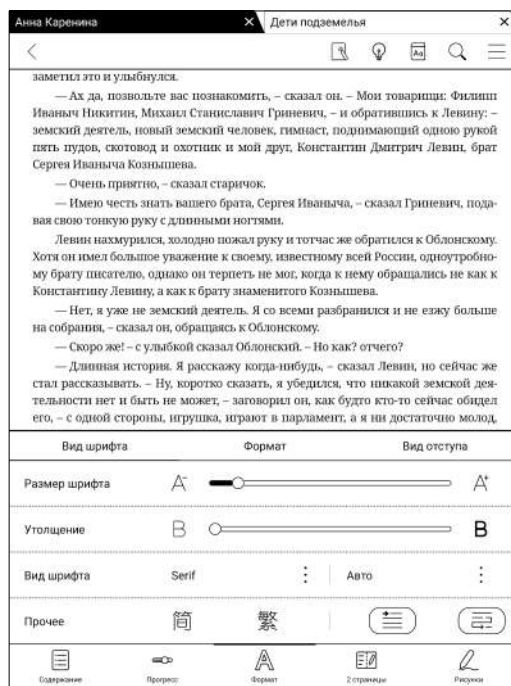 Анна Каренина × Дети подземелья ×
Aa
заметил это и улыбнулся.
— Ах да, позвольте вас познакомить, – сказал он. – Мои товарищи: Филипп
Иваныч Никитин, Михаил Станиславич Гриневич, – и обратившись к Левину: –
земский деятель, новый земский человек, гимнаст, поднимающий одною рукой
пять пудов, скотовод и охотник и мой друг, Константин Дмитрич Левин, брат
Сергея Иваныча Кознышева.
— Очень приятно, – сказал старичок.
— Имею честь знать вашего брата, Сергея Иваныча, – сказал Гриневич, пода-
вая свою тонкую руку с длинными ногтями.
Левин нахмурился, холодно пожал руку и тотчас же обратился к Облонскому.
Хотя он имел большое уважение к своему, известному всей России, одноутробно-
му брату писателю, однако он терпеть не мог, когда к нему обращались не как к
Константину Левину, а как к брату знаменитого Кознышева.
— Нет, я уже не земский деятель. Я со всеми разбранился и не езжу больше
на собрания, – сказал он, обращаясь к Облонскому.
— Скоро же! – с улыбкой сказал Облонский. – Но как? отчего?
— Длинная история. Я расскажу когда-нибудь, – сказал Левин, но сейчас же
стал рассказывать. – Ну, коротко сказать, я убедился, что никакой земской дея-
тельности нет и быть не может, – заговорил он, как будто кто-то сейчас обидел
его, – с одной стороны, игрушка, играют в парламент, а я ни достаточно молод,
Вид шрифта Формат Вид отступа
Размер шрифта A- A+
Утолщение B B
Вид шрифта Serif Авто
Прочее 简 繁
Содержание Прогресс Формат 2 страницы Рисунки